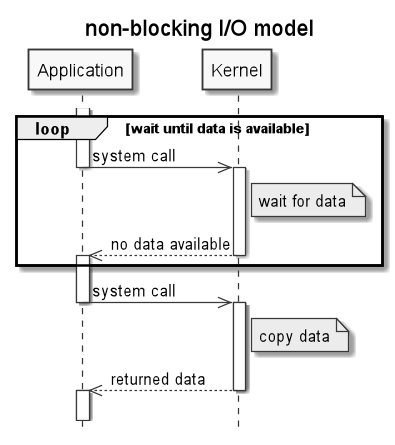 non-blocking I/O model
Application
Kernel
loop
[wait until data is available]
system call
wait for data
no data available
system call
copy data
returned data